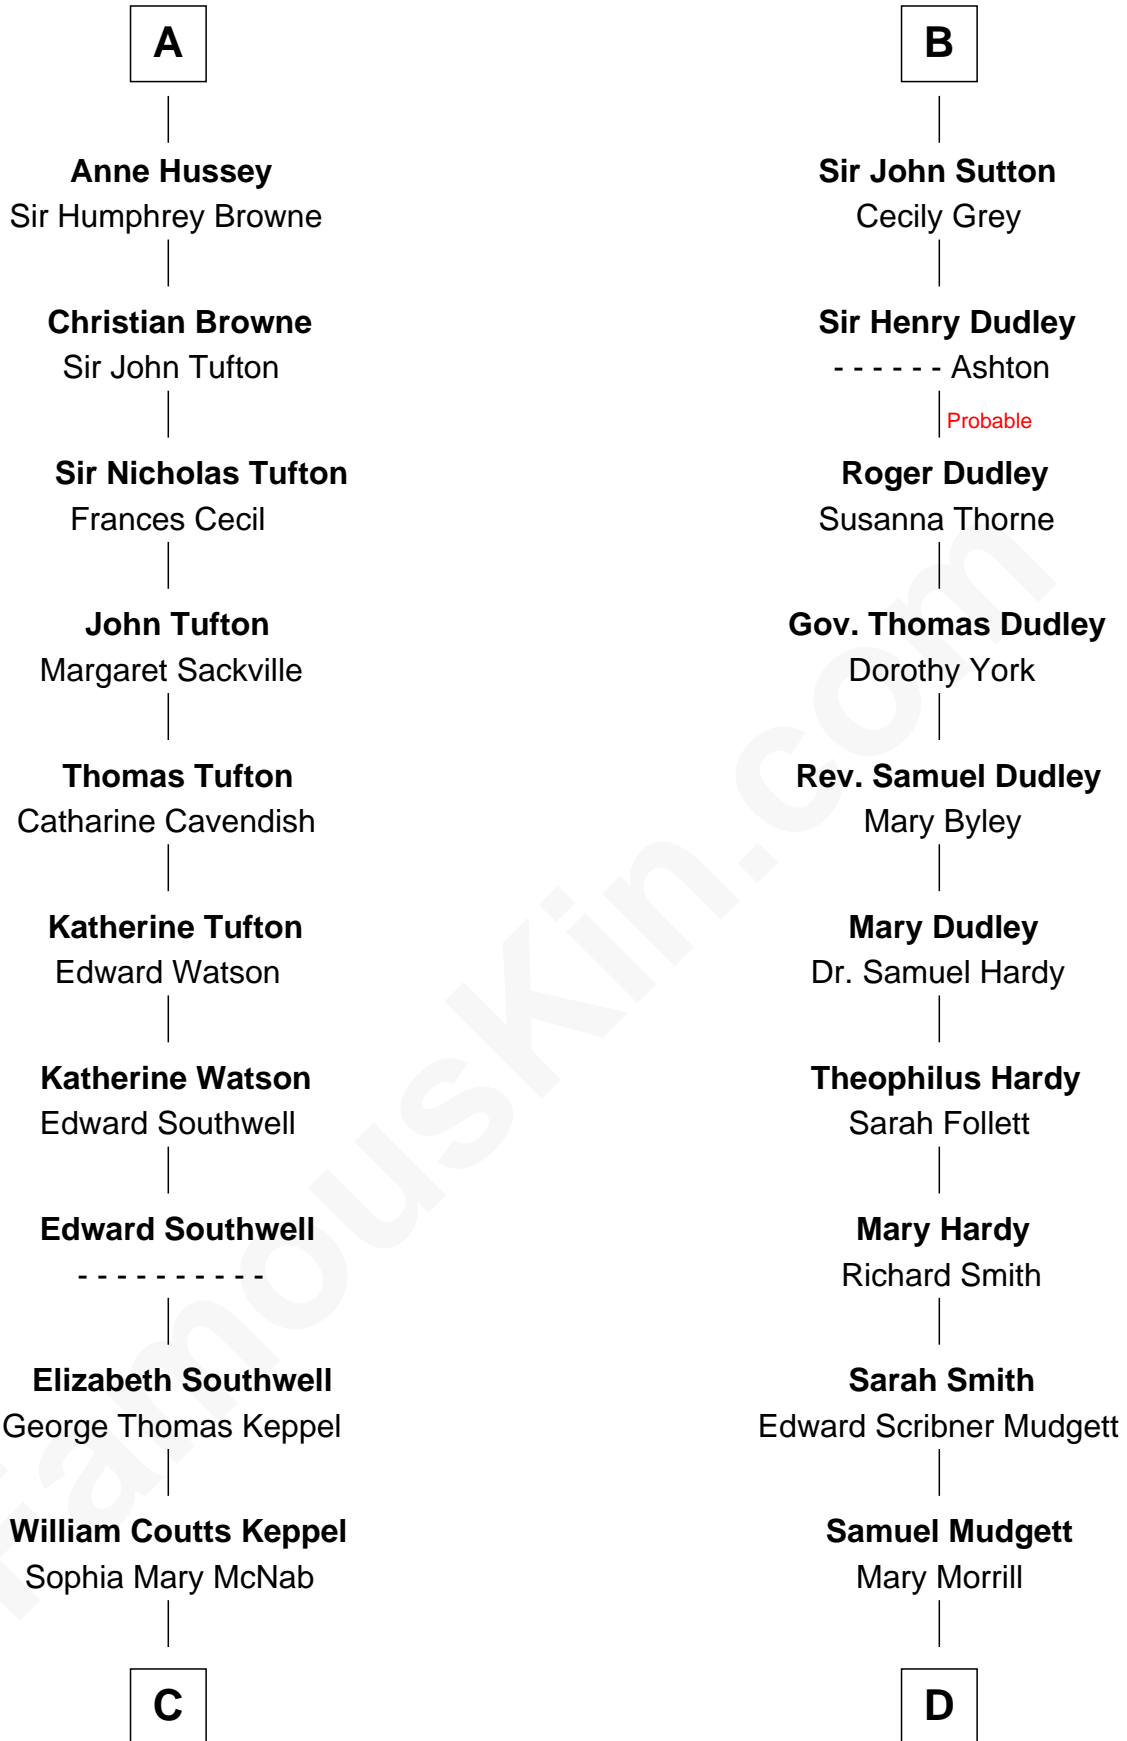 A
Anne Hussey
Sir Humphrey Browne
Christian Browne
Sir John Tufton
Sir Nicholas Tufton
Frances Cecil
John Tufton
Margaret Sackville
Thomas Tufton
Catharine Cavendish
Katherine Tufton
Edward Watson
Katherine Watson
Edward Southwell
Edward Southwell
- - - - - - - - - -
Elizabeth Southwell
George Thomas Keppel
William Coutts Keppel
Sophia Mary McNab
C
B
Sir John Sutton
Cecily Grey
Sir Henry Dudley
- - - - - - Ashton
Probable
Roger Dudley
Susanna Thorne
Gov. Thomas Dudley
Dorothy York
Rev. Samuel Dudley
Mary Byley
Mary Dudley
Dr. Samuel Hardy
Theophilus Hardy
Sarah Follett
Mary Hardy
Richard Smith
Sarah Smith
Edward Scribner Mudgett
Samuel Mudgett
Mary Morrill
D
FamousKin.com